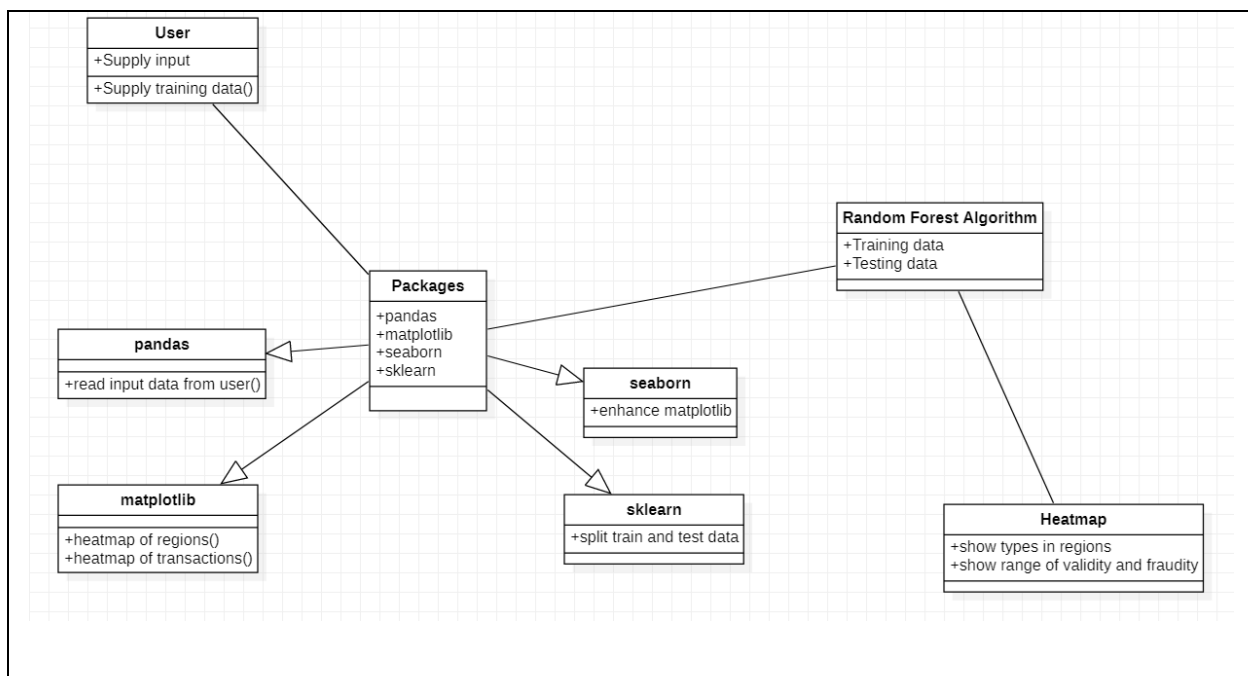 User
+Supply input
+Supply training data()
Random Forest Algorithm
+Training data
+Testing data
Packages
+pandas
+matplotlib
+seaborn
+sklearn
pandas
+read input data from user()
seaborn
+enhance matplotlib
matplotlib
+heatmap of regions()
+heatmap of transactions()
sklearn
+split train and test data
Heatmap
+show types in regions
+show range of validity and fraudity